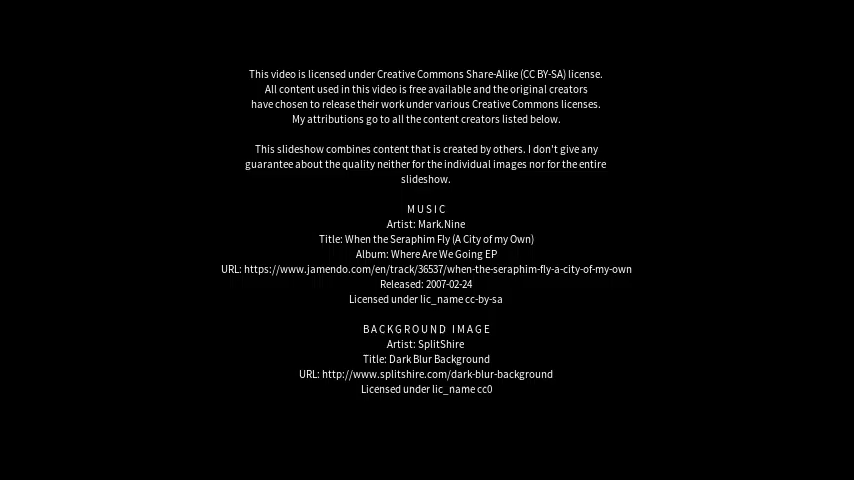 This video is licensed under Creative Commons Share-Alike (CC BY-SA) license.
All content used in this video is free available and the original creators
have chosen to release their work under various Creative Commons licenses.
My attributions go to all the content creators listed below.
This slideshow combines content that is created by others. I don't give any
guarantee about the quality neither for the individual images nor for the entire
slideshow.
MUSIC
Artist: Mark.Nine
Title: When the Seraphim Fly (A City of my Own)
Album: Where Are We Going EP
URL: https://www.jamendo.com/en/track/36537/when-the-seraphim-fly-a-city-of-my-own
Released: 2007-02-24
Licensed under lic_name cc-by-sa
BACKGROUND IMAGE
Artist: SplitShire
Title: Dark Blur Background
URL: http://www.splitshire.com/dark-blur-background
Licensed under lic_name cc0